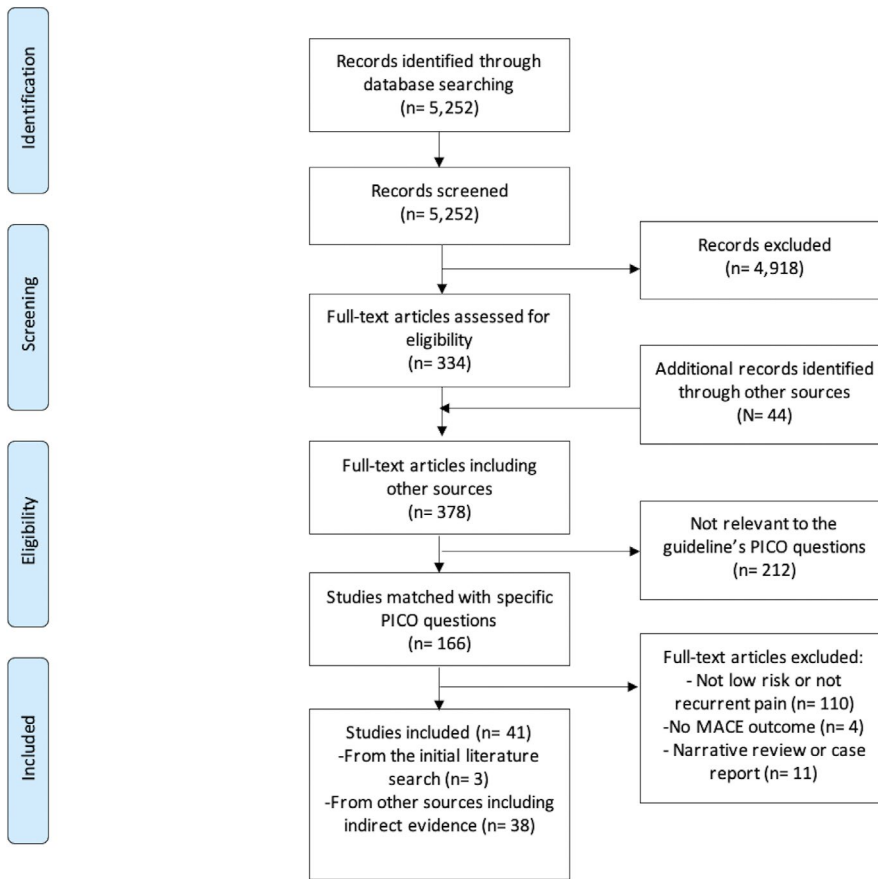 Identification
Records identified through
database searching
(n= 5,252)
Records screened
(n= 5,252)
Screening
Records excluded
(n= 4,918)
Full-text articles assessed for
eligibility
(n= 334)
Additional records identified
through other sources
(N= 44)
Eligibility
Full-text articles including
other sources
(n= 378)
Not relevant to the
guideline's PICO questions
(n= 212)
Studies matched with specific
PICO questions
(n= 166)
Included
Full-text articles excluded:
- Not low risk or not
recurrent pain (n= 110)
-No MACE outcome (n= 4)
- Narrative review or case
report (n= 11)
Studies included (n= 41)
-From the initial literature
search (n= 3)
-From other sources including
indirect evidence (n= 38)